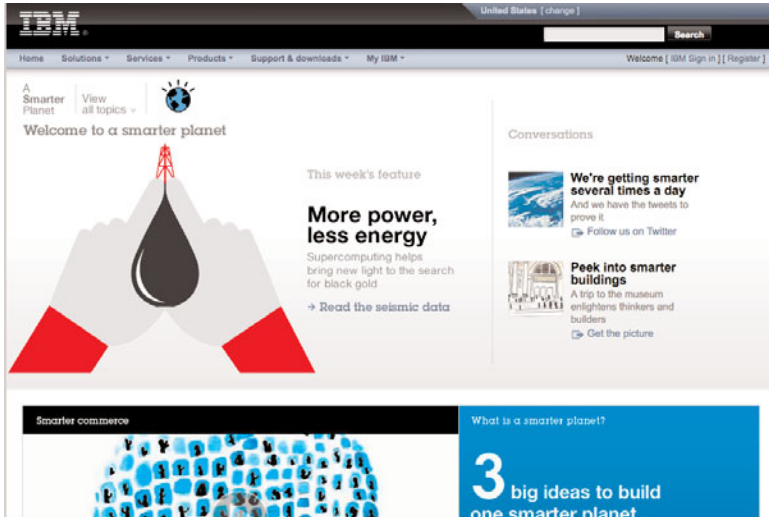 United States [ change ]
IBM®
Search
Home Solutions Services Products Support & downloads My IBM
Welcome [ IBM Sign in ] [ Register ]
A
Smarter
Planet
View
all topics
Welcome to a smarter planet
This week's feature
More power,
less energy
Supercomputing helps
bring new light to the search
for black gold
→ Read the seismic data
Conversations
We're getting smarter
several times a day
And we have the tweets to
prove it
Follow us on Twitter
Peek into smarter
buildings
A trip to the museum
enlightens thinkers and
builders
Get the picture
Smarter commerce
What is a smarter planet?
3 big ideas to build
one smarter planet